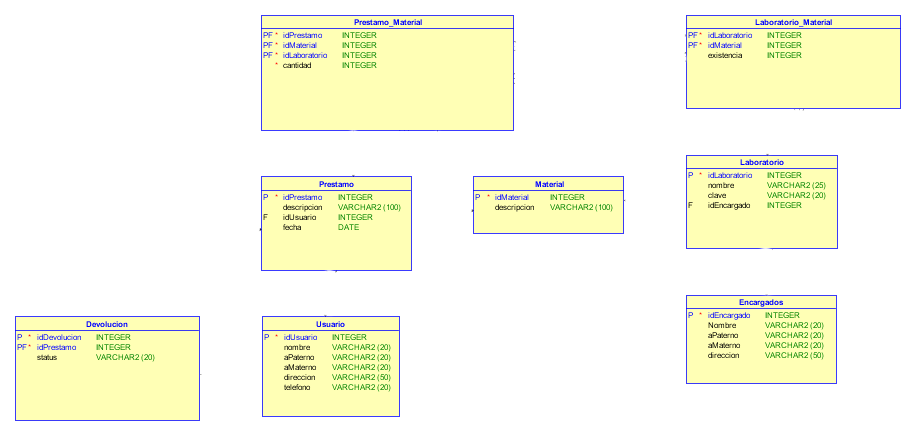 Prestamo_Material
PF * idPrestamo INTEGER
PF * idMaterial INTEGER
PF * idLaboratorio INTEGER
* cantidad INTEGER
Laboratorio_Material
PF * idLaboratorio INTEGER
PF * idMaterial INTEGER
existencia INTEGER
Prestamo
P * idPrestamo INTEGER
descripcion VARCHAR2 (100)
F idUsuario INTEGER
fecha DATE
Material
P * idMaterial INTEGER
descripcion VARCHAR2 (100)
Laboratorio
P * idLaboratorio INTEGER
nombre VARCHAR2 (25)
clave VARCHAR2 (20)
F idEncargado INTEGER
Devolucion
P * idDevolucion INTEGER
PF * idPrestamo INTEGER
status VARCHAR2 (20)
Usuario
P * idUsuario INTEGER
nombre VARCHAR2 (20)
aPaterno VARCHAR2 (20)
aMaterno VARCHAR2 (20)
direccion VARCHAR2 (50)
telefono VARCHAR2 (20)
Encargados
P * idEncargado INTEGER
Nombre VARCHAR2 (20)
aPaterno VARCHAR2 (20)
aMaterno VARCHAR2 (20)
direccion VARCHAR2 (50)